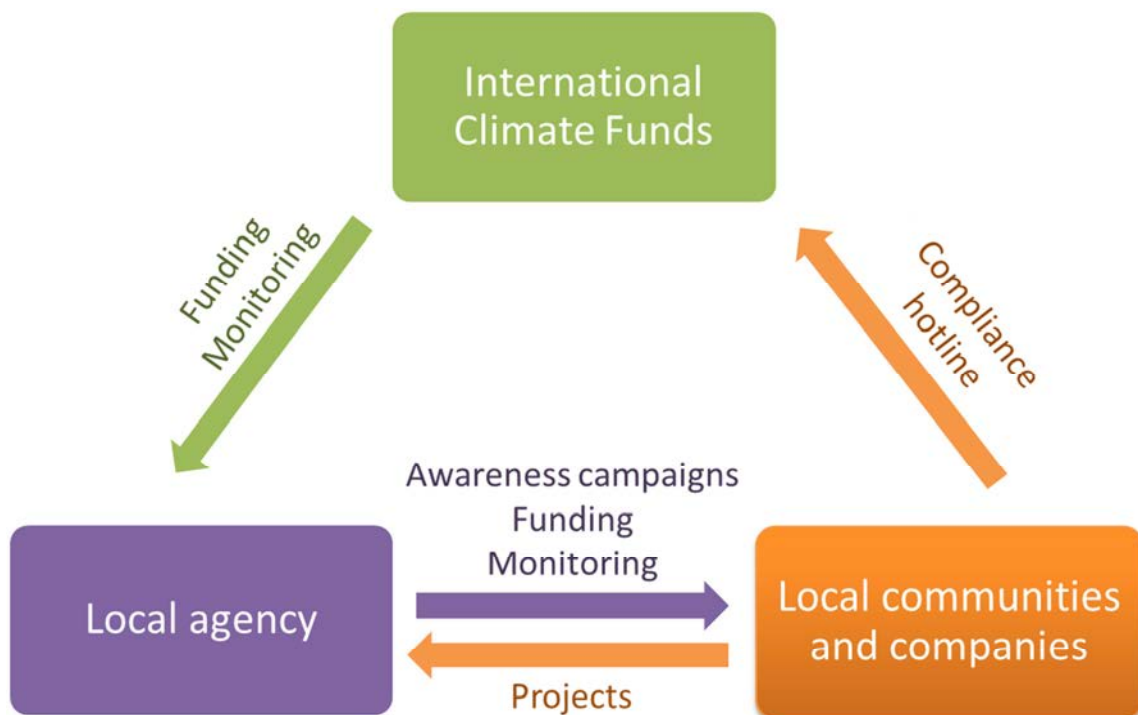 International
Climate Funds
Funding
Monitoring
Compliance
hotline
Awareness campaigns
Funding
Monitoring
Local agency
Local communities
and companies
Projects